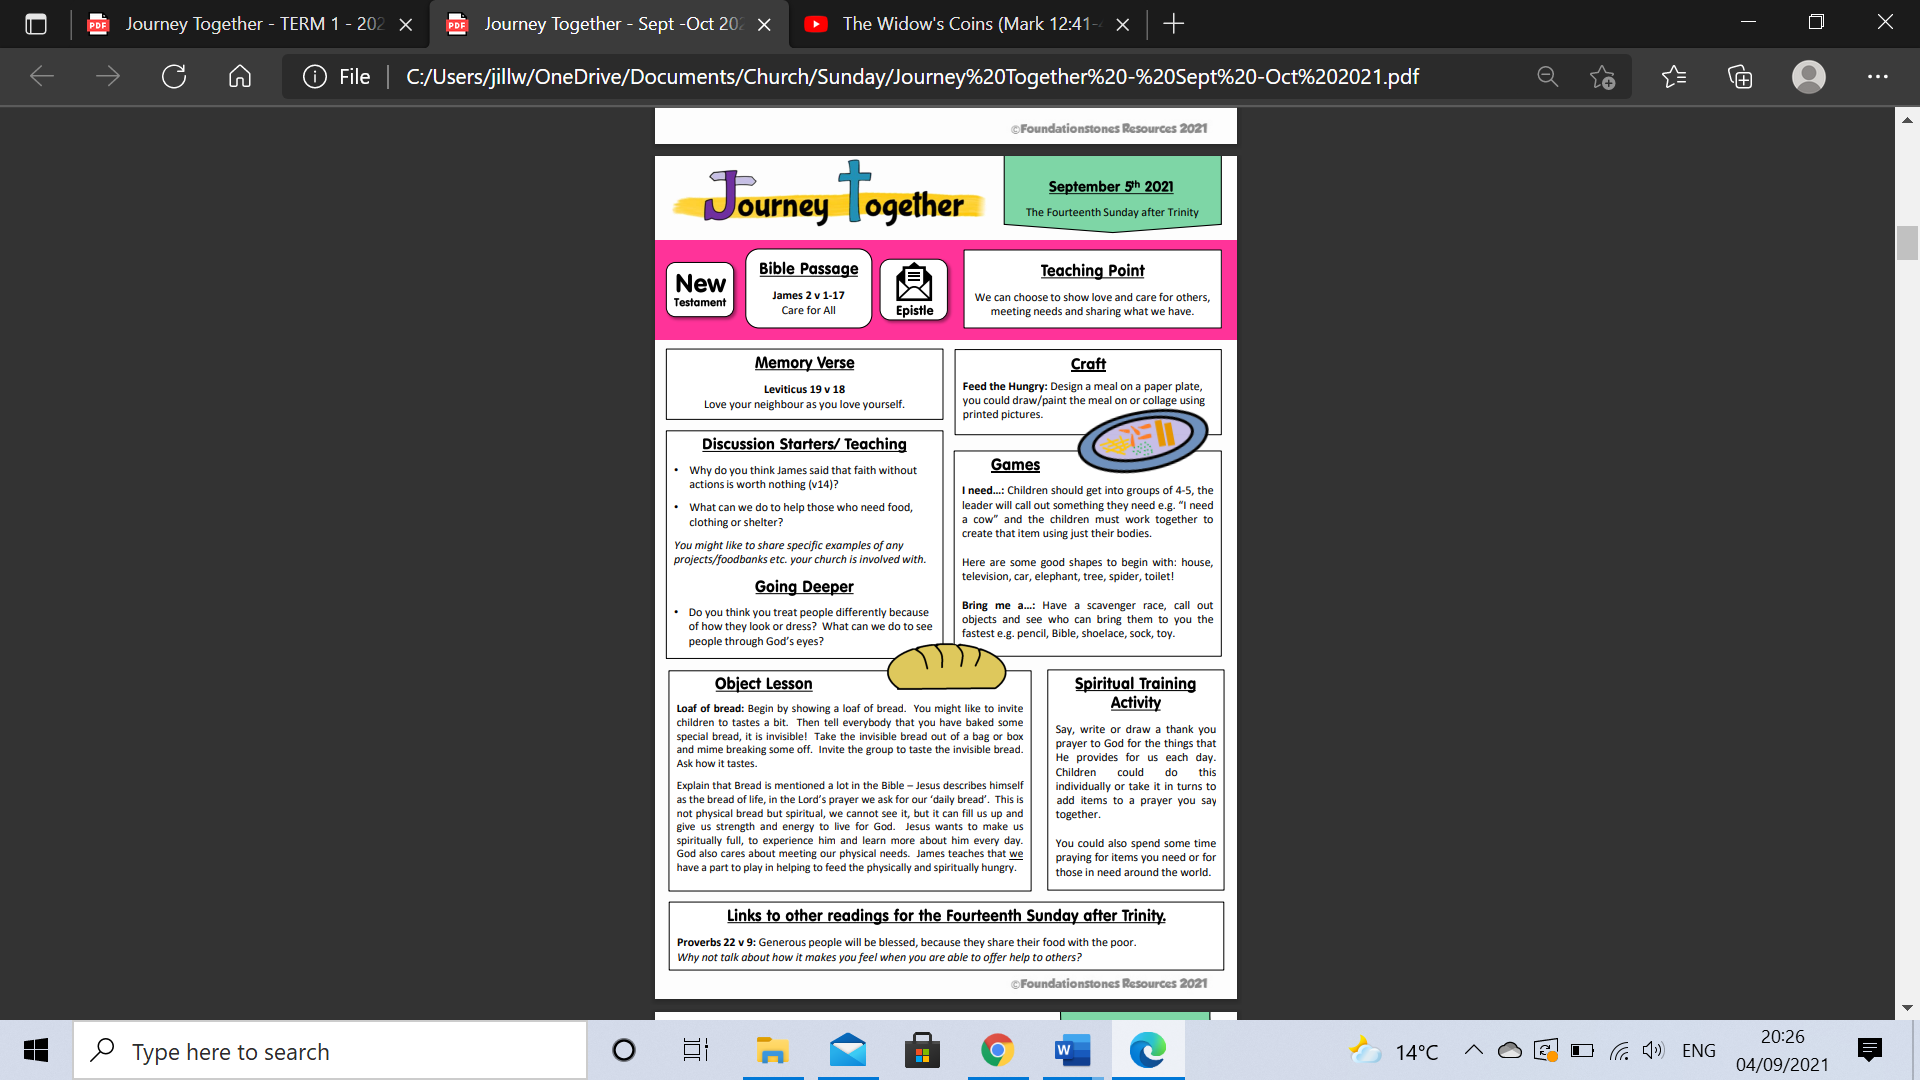 Journey Together - TERM 1 - 202
Journey Together - Sept -Oct 202
The Widow's Coins (Mark 12:41-
File
C:/Users/jillw/OneDrive/Documents/Church/Sunday/Journey%20Together%20-%20Sept%20-Oct%202021.pdf
©Foundationstones Resources 2021
Journey Together
September 5th 2021
The Fourteenth Sunday after Trinity
New
Testament
Bible Passage
James 2 v 1-17
Care for All
Epistle
Teaching Point
We can choose to show love and care for others,
meeting needs and sharing what we have.
Memory Verse
Leviticus 19 v 18
Love your neighbour as you love yourself.
Craft
Feed the Hungry: Design a meal on a paper plate,
you could draw/paint the meal on or collage using
printed pictures.
Discussion Starters/ Teaching
• Why do you think James said that faith without
actions is worth nothing (v14)?
• What can we do to help those who need food,
clothing or shelter?
You might like to share specific examples of any
projects/foodbanks etc. your church is involved with.
Going Deeper
• Do you think you treat people differently because
of how they look or dress? What can we do to see
people through God's eyes?
Games
I need...: Children should get into groups of 4-5, the
leader will call out something they need e.g. "I need
a cow" and the children must work together to
create that item using just their bodies.
Here are some good shapes to begin with: house,
television, car, elephant, tree, spider, toilet!
Bring me a...: Have a scavenger race, call out
objects and see who can bring them to you the
fastest e.g. pencil, Bible, shoelace, sock, toy.
Object Lesson
Loaf of bread: Begin by showing a loaf of bread. You might like to invite
children to tastes a bit. Then tell everybody that you have baked some
special bread, it is invisible! Take the invisible bread out of a bag or box
and mime breaking some off. Invite the group to taste the invisible bread.
Ask how it tastes.
Explain that Bread is mentioned a lot in the Bible – Jesus describes himself
as the bread of life, in the Lord's prayer we ask for our 'daily bread'. This is
not physical bread but spiritual, we cannot see it, but it can fill us up and
give us strength and energy to live for God. Jesus wants to make us
spiritually full, to experience him and learn more about him every day.
God also cares about meeting our physical needs. James teaches that we
have a part to play in helping to feed the physically and spiritually hungry.
Spiritual Training
Activity
Say, write or draw a thank you
prayer to God for the things that
He provides for us each day.
Children could do this
individually or take it in turns to
add items to a prayer you say
together.
You could also spend some time
praying for items you need or for
those in need around the world.
Links to other readings for the Fourteenth Sunday after Trinity.
Proverbs 22 v 9: Generous people will be blessed, because they share their food with the poor.
Why not talk about how it makes you feel when you are able to offer help to others?
©Foundationstones Resources 2021
Type here to search
14°C
ENG
20:26
04/09/2021